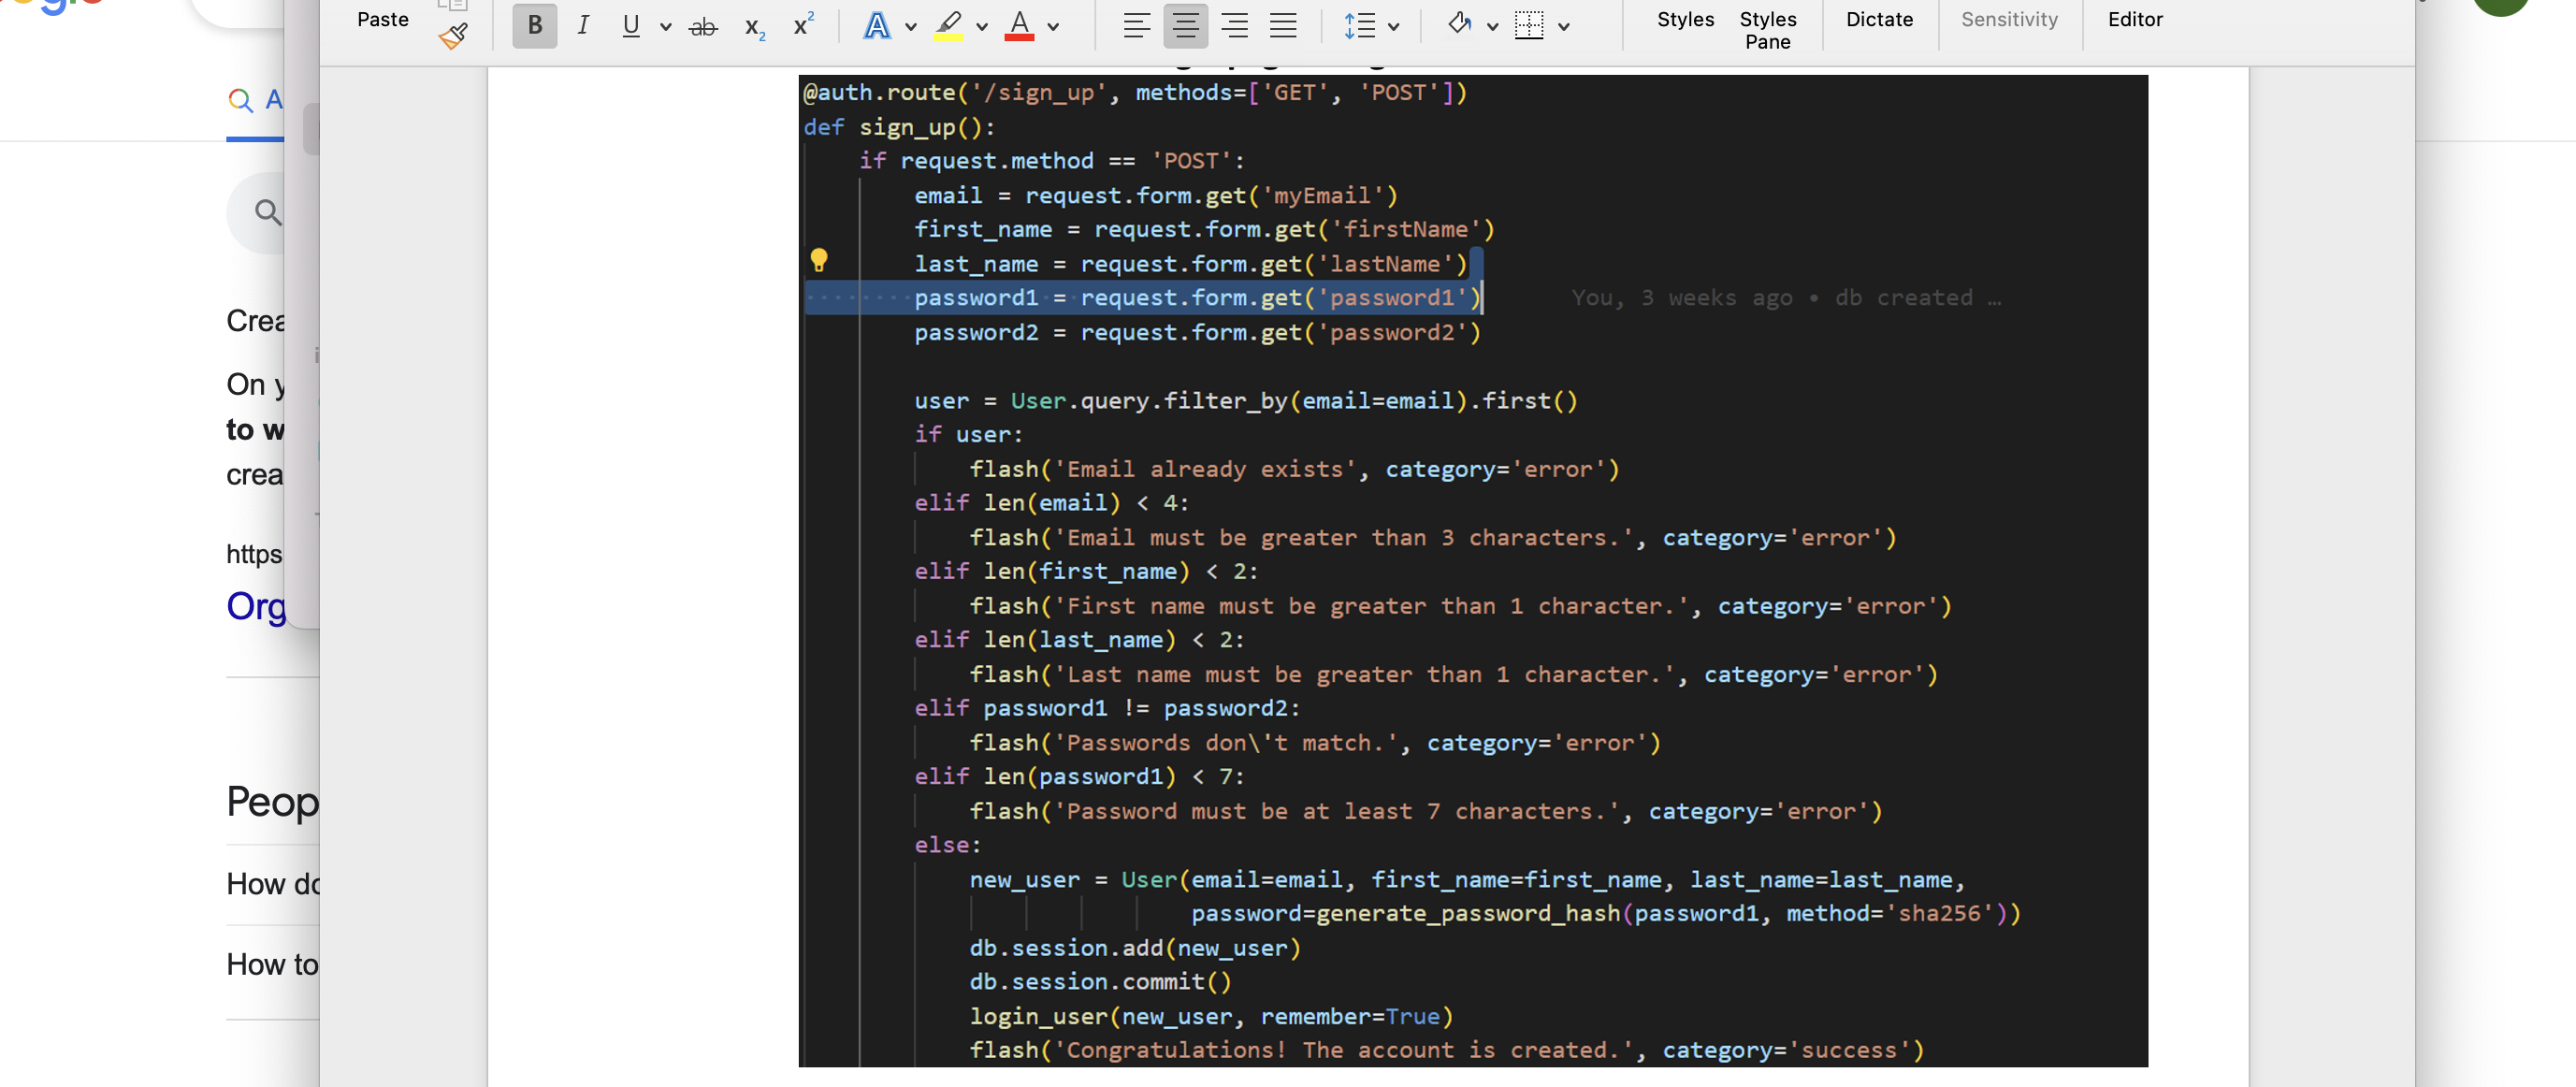 Paste
B I U ab x2 x2 A A
Styles
Styles
Pane
Dictate
Sensitivity
Editor
A
Crea
On y
to w
crea
https
Org
Peop
How do
How to
@auth.route('/sign_up', methods=['GET', 'POST'])
def sign_up():
    if request.method == 'POST':
        email = request.form.get('myEmail')
        first_name = request.form.get('firstName')
        last_name = request.form.get('lastName')
        password1 = request.form.get('password1') You, 3 weeks ago • db created …
        password2 = request.form.get('password2')
        user = User.query.filter_by(email=email).first()
        if user:
            flash('Email already exists', category='error')
        elif len(email) < 4:
            flash('Email must be greater than 3 characters.', category='error')
        elif len(first_name) < 2:
            flash('First name must be greater than 1 character.', category='error')
        elif len(last_name) < 2:
            flash('Last name must be greater than 1 character.', category='error')
        elif password1 != password2:
            flash('Passwords don\'t match.', category='error')
        elif len(password1) < 7:
            flash('Password must be at least 7 characters.', category='error')
        else:
            new_user = User(email=email, first_name=first_name, last_name=last_name,
                            password=generate_password_hash(password1, method='sha256'))
            db.session.add(new_user)
            db.session.commit()
            login_user(new_user, remember=True)
            flash('Congratulations! The account is created.', category='success')